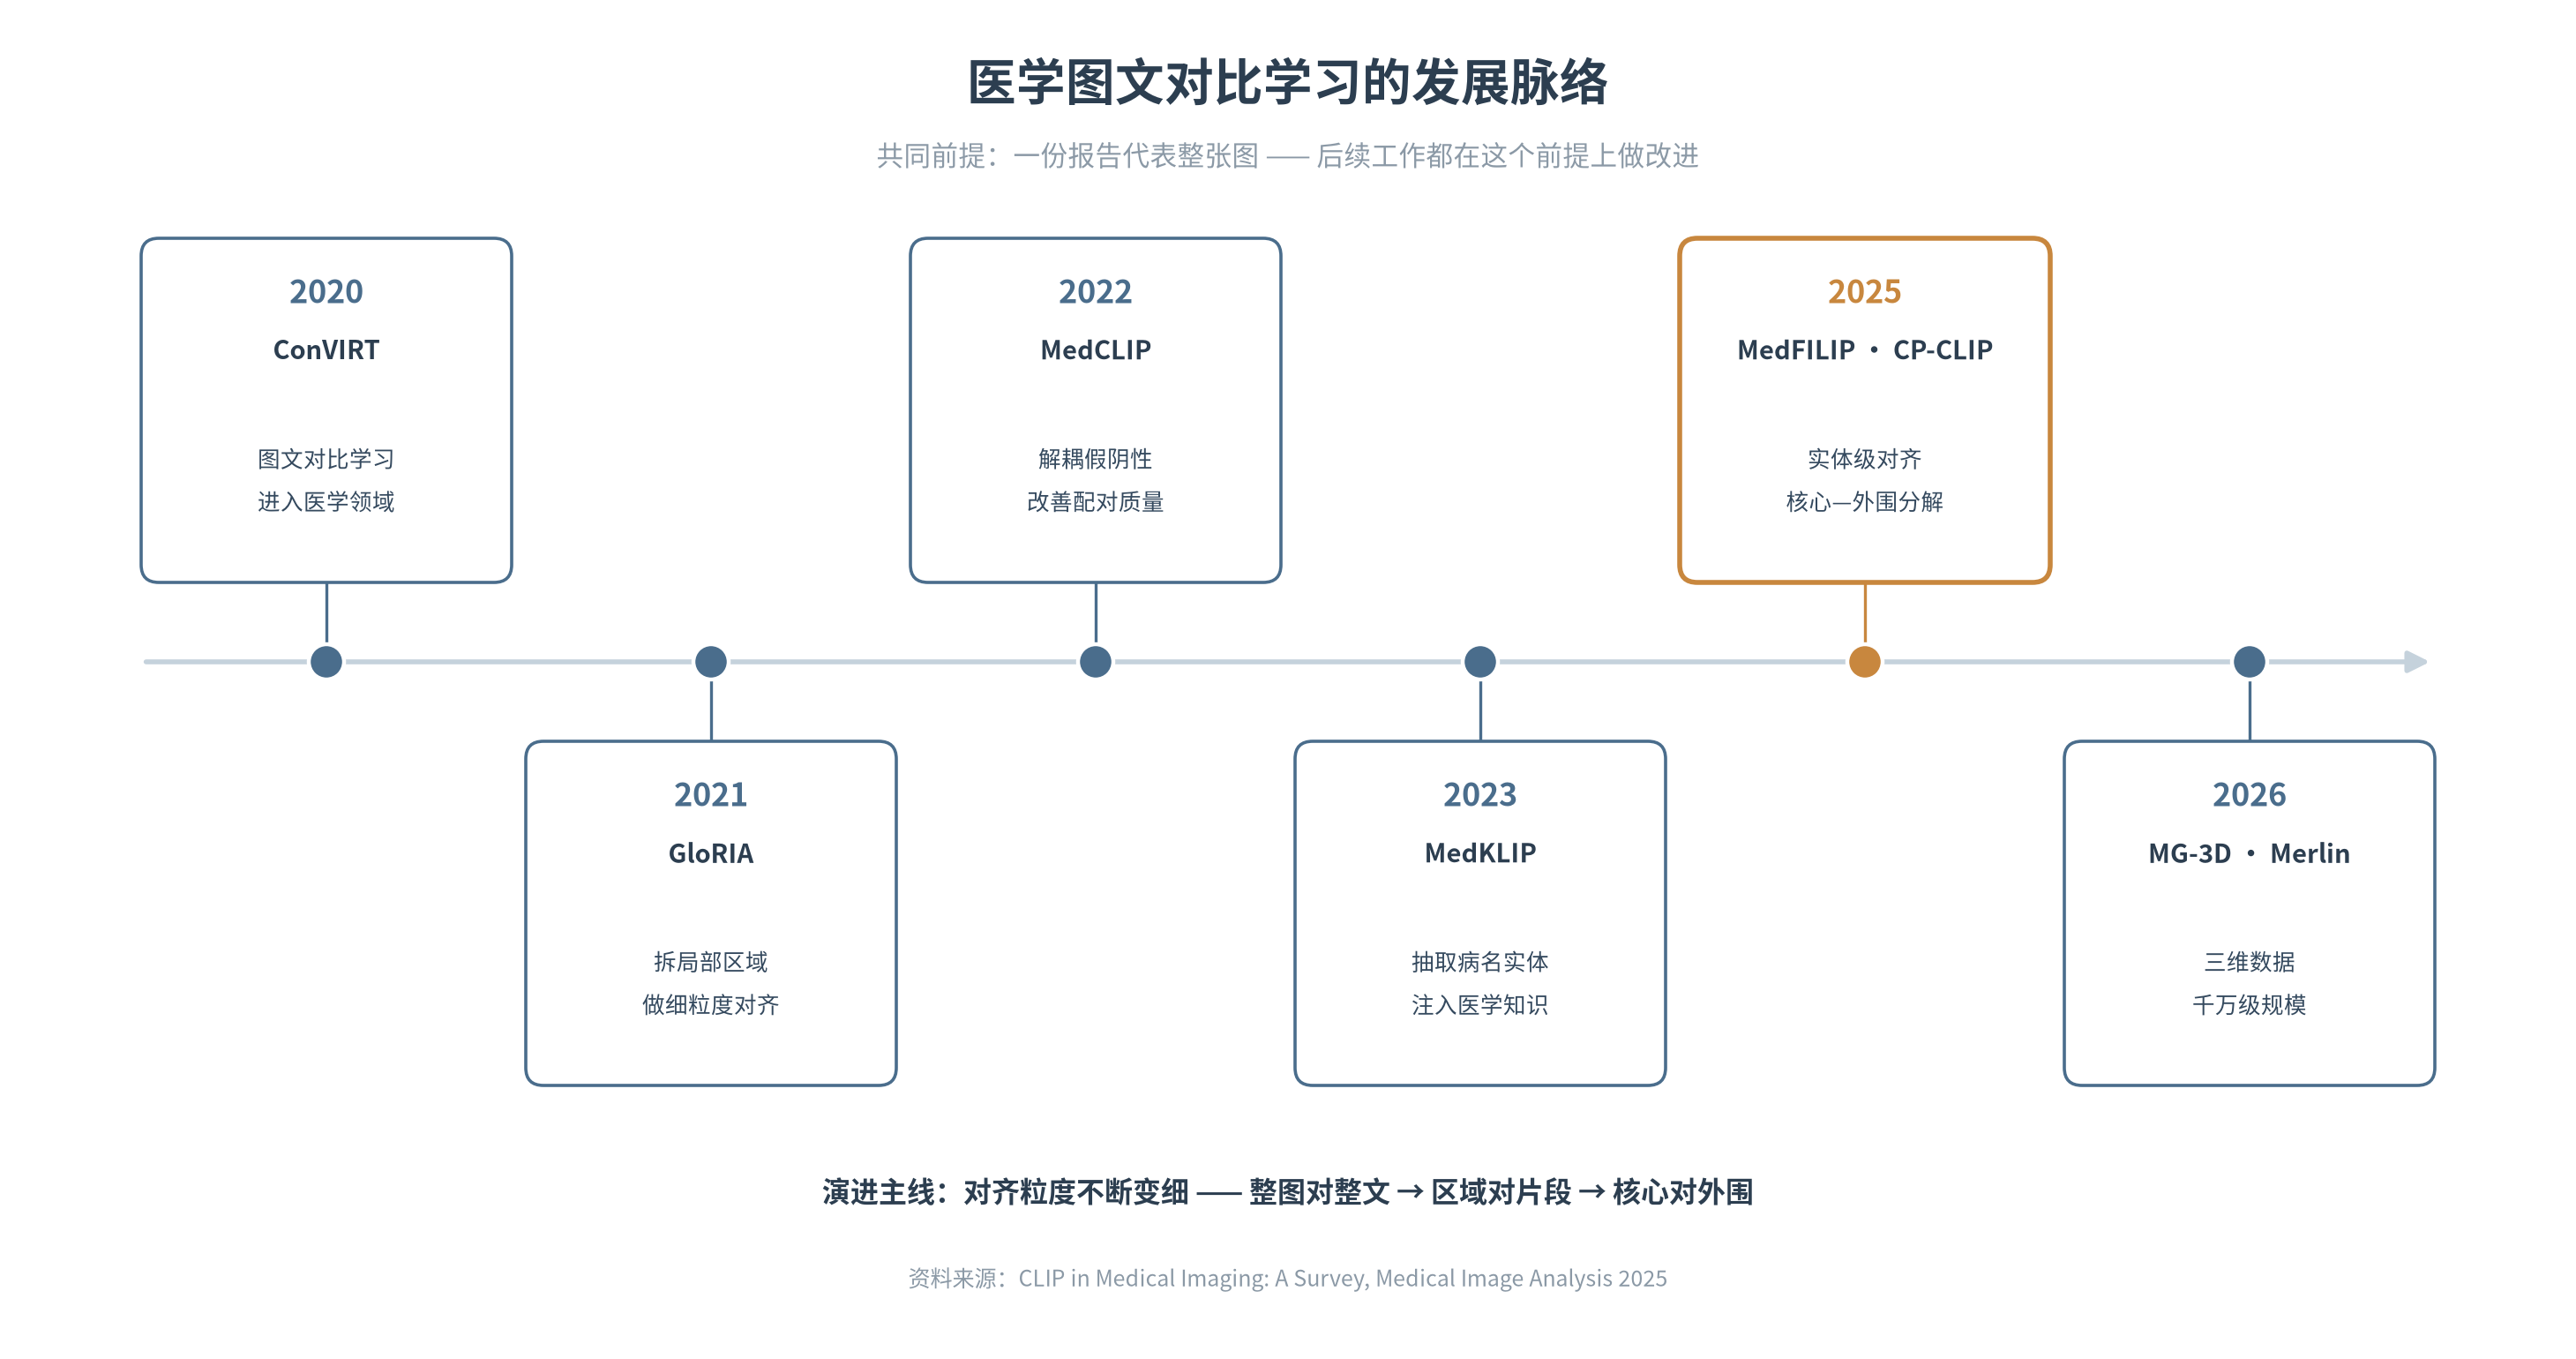 医学图文对比学习的发展脉络
共同前提：一份报告代表整张图 —— 后续工作都在这个前提上做改进
2020
ConVIRT
图文对比学习
进入医学领域
2021
GloRIA
拆局部区域
做细粒度对齐
2022
MedCLIP
解耦假阴性
改善配对质量
2023
MedKLIP
抽取病名实体
注入医学知识
2025
MedFILIP · CP-CLIP
实体级对齐
核心—外围分解
2026
MG-3D · Merlin
三维数据
千万级规模
演进主线：对齐粒度不断变细 —— 整图对整文 → 区域对片段 → 核心对外围
资料来源：CLIP in Medical Imaging: A Survey, Medical Image Analysis 2025